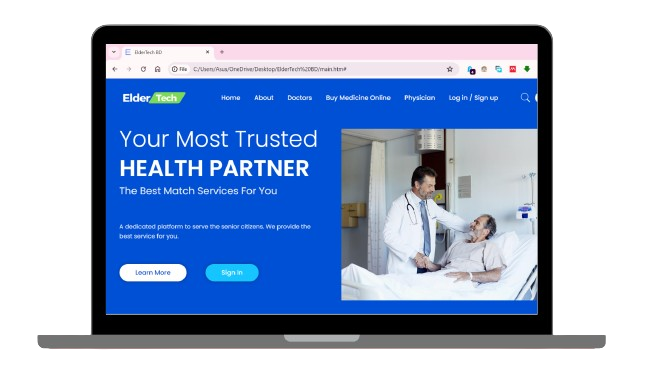 ElderTech BD
File C:/Users/Asus/OneDrive/Desktop/ElderTech%20BD/main.htm#
Elder Tech
Home About Doctors Buy Medicine Online Physician Log in / Sign up
Your Most Trusted
HEALTH PARTNER
The Best Match Services For You
A dedicated platform to serve the senior citizens. We provide the
best service for you.
Learn More Sign In